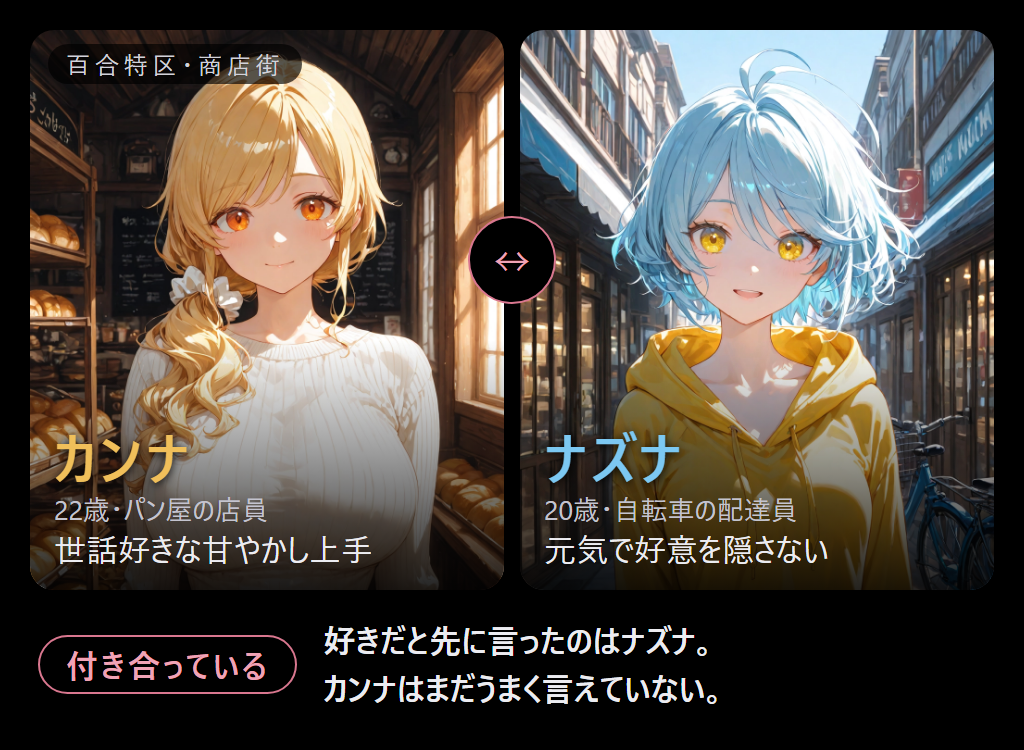 百合特区・商店街
カンナ
22歳・パン屋の店員
世話好きな甘やかし上手
↔
ナズナ
20歳・自転車の配達員
元気で好意を隠さない
付き合っている
好きだと先に言ったのはナズナ。
カンナはまだうまく言えていない。